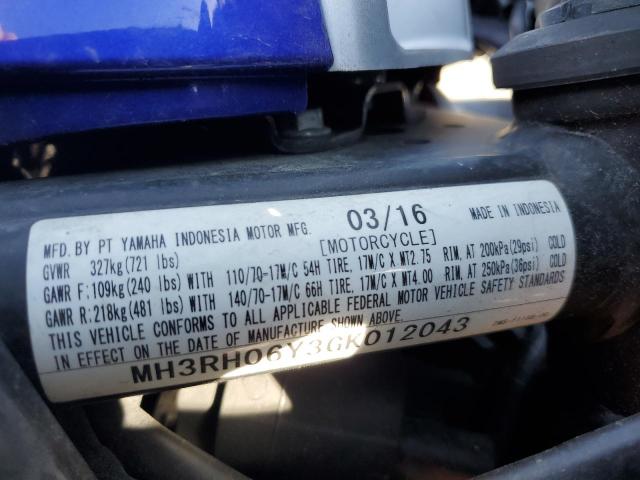 MFD. BY PT YAMAHA INDONESIA MOTOR MFG. 03/16 MADE IN INDONESIA
GVWR 327kg(721 lbs) [MOTORCYCLE]
GAWR F:109kg(240 lbs) WITH 110/70-17M/C 54H TIRE, 17M/C X MT2.75 RIM, AT 200kPa(29psi) COLD
GAWR R:218kg(481 lbs) WITH 140/70-17M/C 66H TIRE, 17M/C X MT4.00 RIM, AT 250kPa(36psi) COLD
THIS VEHICLE CONFORMS TO ALL APPLICABLE FEDERAL MOTOR VEHICLE SAFETY STANDARDS
IN EFFECT ON THE DATE OF MANUFACTURE SHOWN ABOVE.
MH3RH06Y3GK012043